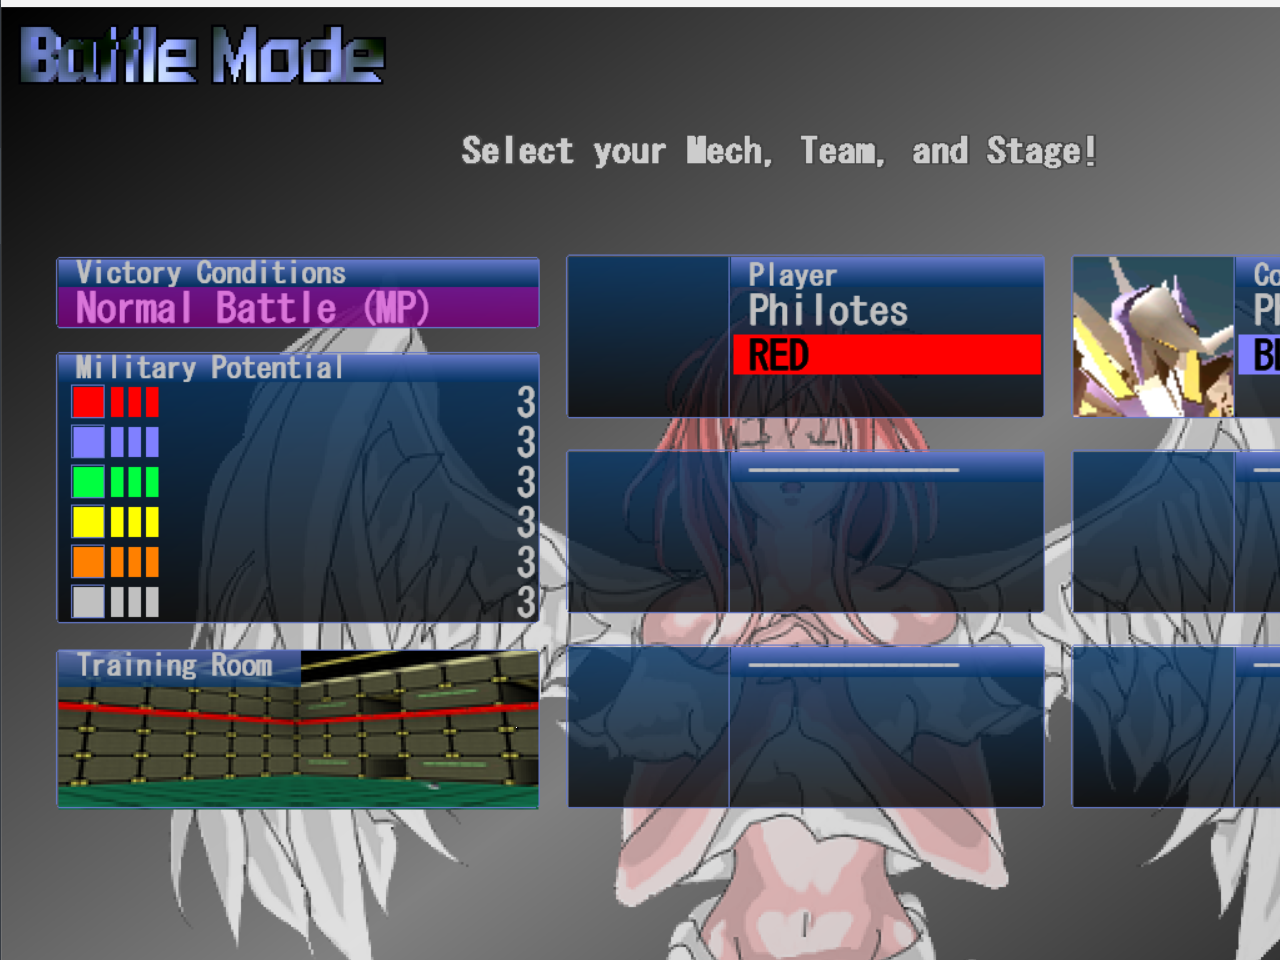 Battle Mode
Select your Mech, Team, and Stage!
Victory Conditions
Normal Battle (MP)
Military Potential
3
3
3
3
3
3
Training Room
Player
Philotes
RED